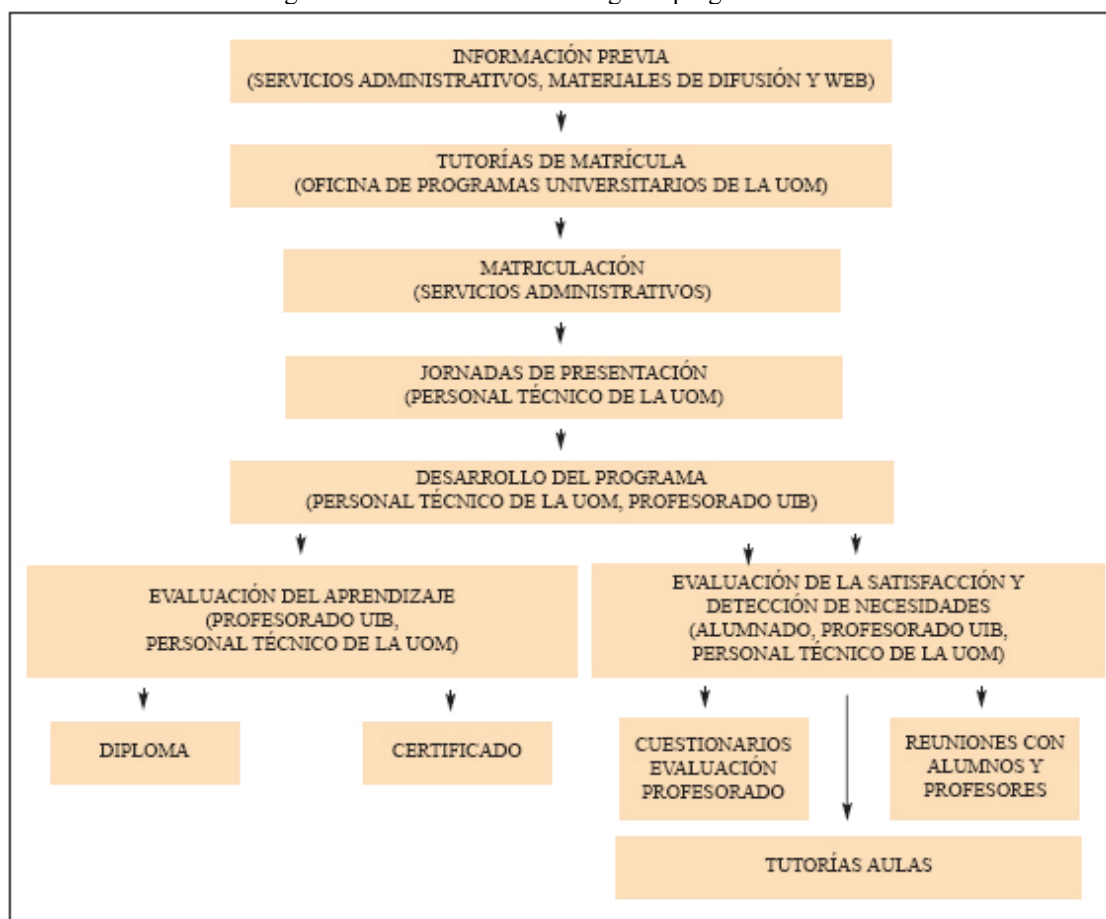 INFORMACIÓN PREVIA
(SERVICIOS ADMINISTRATIVOS, MATERIALES DE DIFUSIÓN Y WEB)
TUTORÍAS DE MATRÍCULA
(OFICINA DE PROGRAMAS UNIVERSITARIOS DE LA UOM)
MATRICULACIÓN
(SERVICIOS ADMINISTRATIVOS)
JORNADAS DE PRESENTACIÓN
(PERSONAL TÉCNICO DE LA UOM)
DESARROLLO DEL PROGRAMA
(PERSONAL TÉCNICO DE LA UOM, PROFESORADO UIB)
EVALUACIÓN DEL APRENDIZAJE
(PROFESORADO UIB,
PERSONAL TÉCNICO DE LA UOM)
EVALUACIÓN DE LA SATISFACCIÓN Y
DETECCIÓN DE NECESIDADES
(ALUMNADO, PROFESORADO UIB,
PERSONAL TÉCNICO DE LA UOM)
DIPLOMA
CERTIFICADO
CUESTIONARIOS
EVALUACIÓN
PROFESORADO
REUNIONES CON
ALUMNOS Y
PROFESORES
TUTORÍAS AULAS